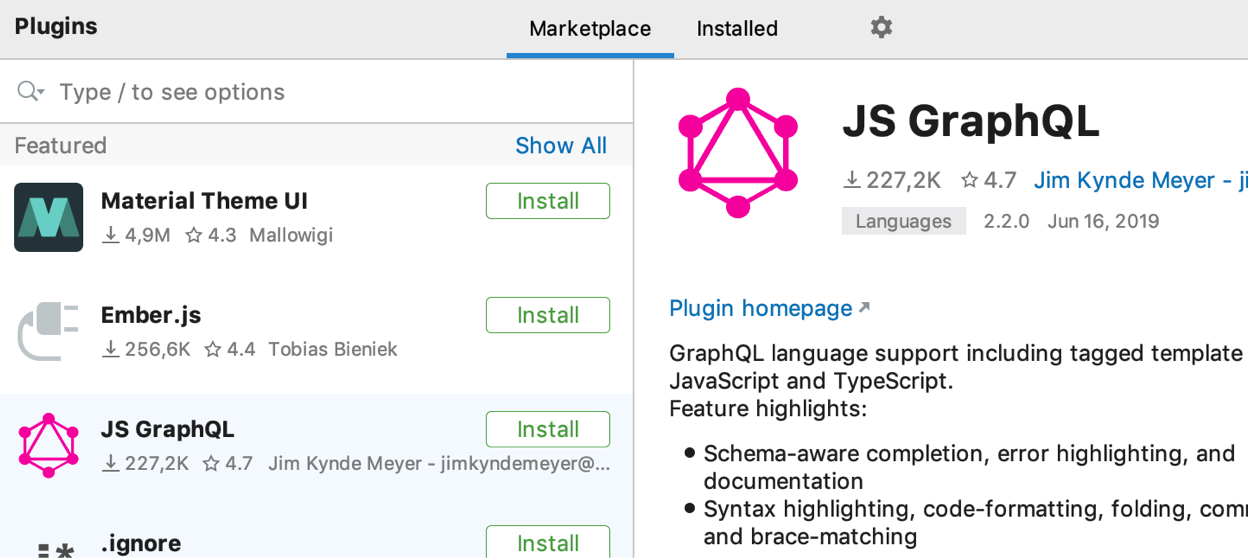 Plugins
Marketplace
Installed
Type / to see options
Featured
Show All
Material Theme UI
Install
4,9M 4.3 Mallowigi
Ember.js
Install
256,6K 4.4 Tobias Bieniek
JS GraphQL
Install
227,2K 4.7 Jim Kynde Meyer - jimkyndemeyer@...
.ignore
Install
JS GraphQL
227,2K 4.7 Jim Kynde Meyer -
Languages 2.2.0 Jun 16, 2019
Plugin homepage
GraphQL language support including tagged template
JavaScript and TypeScript.
Feature highlights:
• Schema-aware completion, error highlighting, and
documentation
• Syntax highlighting, code-formatting, folding,
and brace-matching